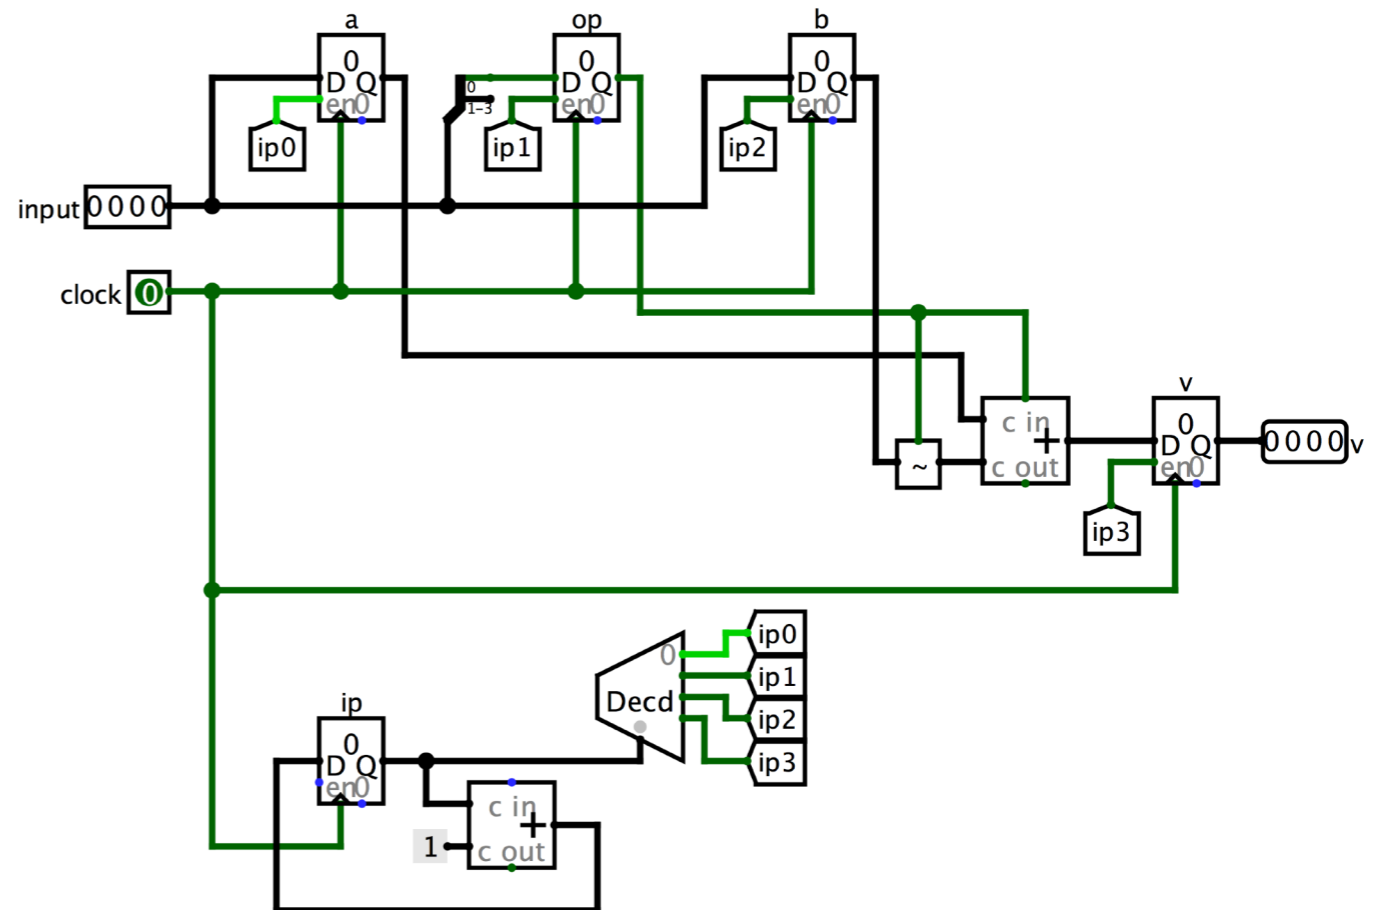 a
op
b
0
0
0
D Q
0
D Q
D Q
en0
1-3
en0
en0
ip0
ip1
ip2
input
0000
clock
0
v
c in
0
+
D Q
0000
v
~
c out
en0
ip3
ip0
0
ip1
Decd
ip
ip2
0
D Q
ip3
en0
c in
+
1
c out